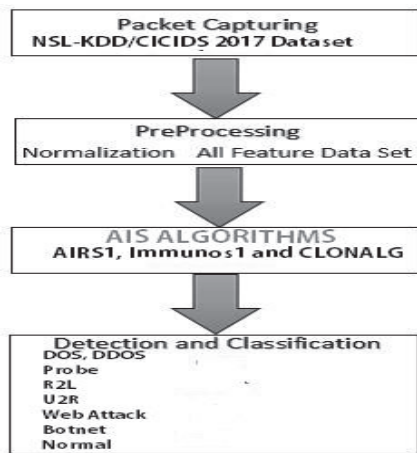 Packet Capturing
NSL-KDD/CICIDS 2017 Dataset
PreProcessing
Normalization All Feature Data Set
AIS ALGORITHMS
AIRS1, Immunos1 and CLONALG
Detection and Classification
DOS, DDOS
Probe
R2L
U2R
Web Attack
Botnet
Normal